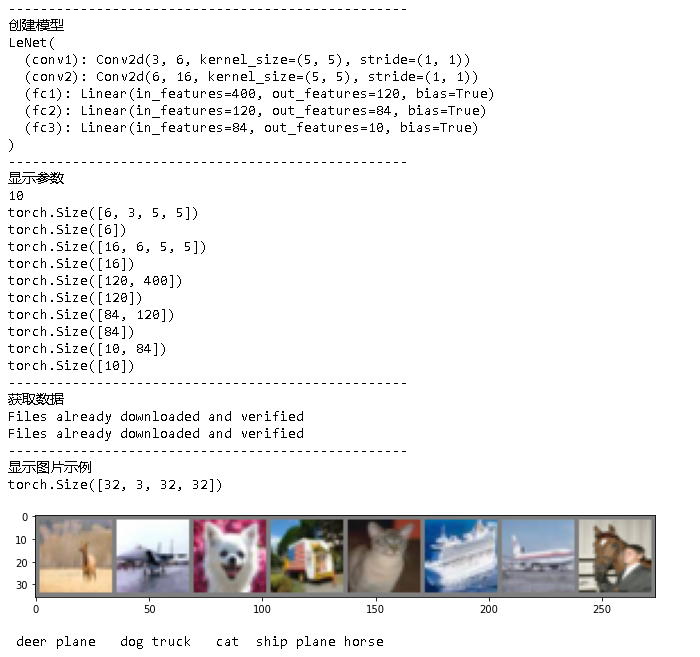 --------------------------------------------------
创建模型
LeNet(
  (conv1): Conv2d(3, 6, kernel_size=(5, 5), stride=(1, 1))
  (conv2): Conv2d(6, 16, kernel_size=(5, 5), stride=(1, 1))
  (fc1): Linear(in_features=400, out_features=120, bias=True)
  (fc2): Linear(in_features=120, out_features=84, bias=True)
  (fc3): Linear(in_features=84, out_features=10, bias=True)
)
--------------------------------------------------
显示参数
10
torch.Size([6, 3, 5, 5])
torch.Size([6])
torch.Size([16, 6, 5, 5])
torch.Size([16])
torch.Size([120, 400])
torch.Size([120])
torch.Size([84, 120])
torch.Size([84])
torch.Size([10, 84])
torch.Size([10])
--------------------------------------------------
获取数据
Files already downloaded and verified
Files already downloaded and verified
--------------------------------------------------
显示图片示例
torch.Size([32, 3, 32, 32])
0
10
20
30
0 50 100 150 200 250
 deer plane   dog truck   cat  ship plane horse